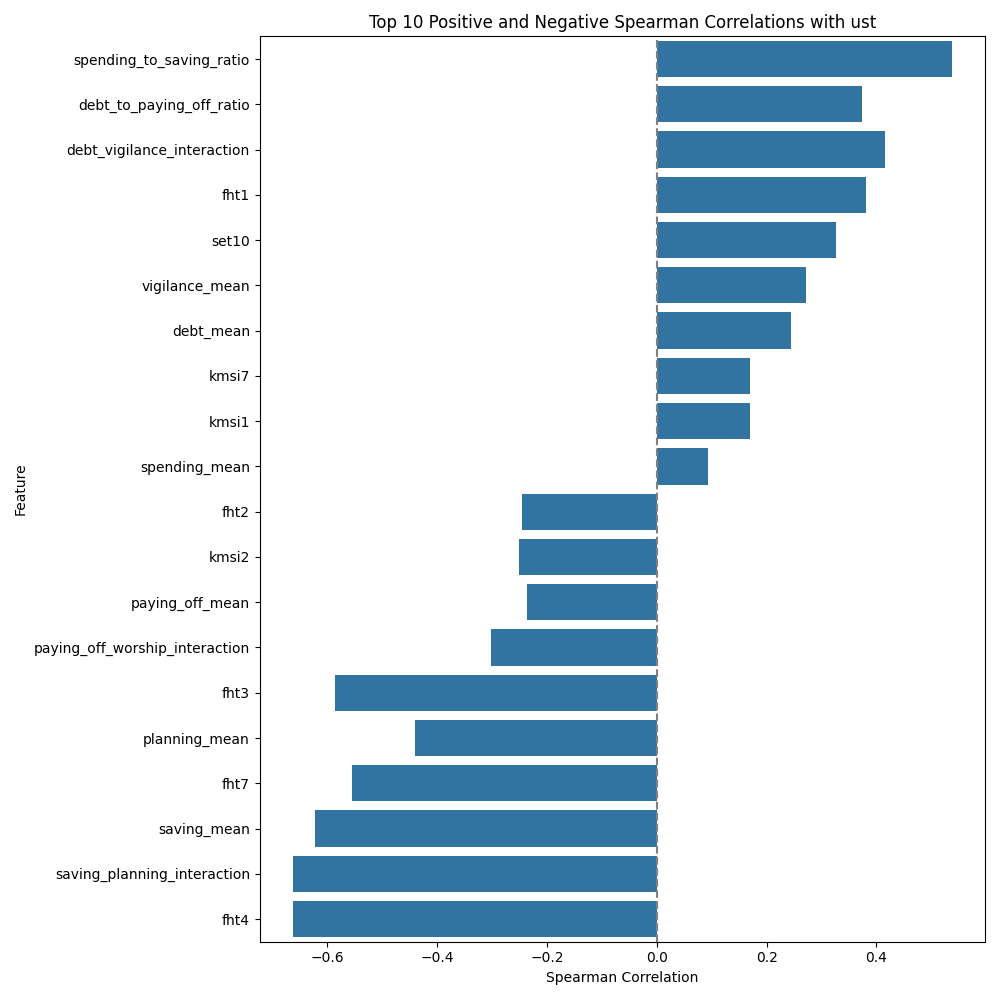 Top 10 Positive and Negative Spearman Correlations with ust
spending_to_saving_ratio
debt_to_paying_off_ratio
debt_vigilance_interaction
fht1
set10
vigilance_mean
debt_mean
kmsi7
kmsi1
spending_mean
fht2
kmsi2
paying_off_mean
paying_off_worship_interaction
fht3
planning_mean
fht7
saving_mean
saving_planning_interaction
fht4
Feature
−0.6 −0.4 −0.2 0.0 0.2 0.4
Spearman Correlation